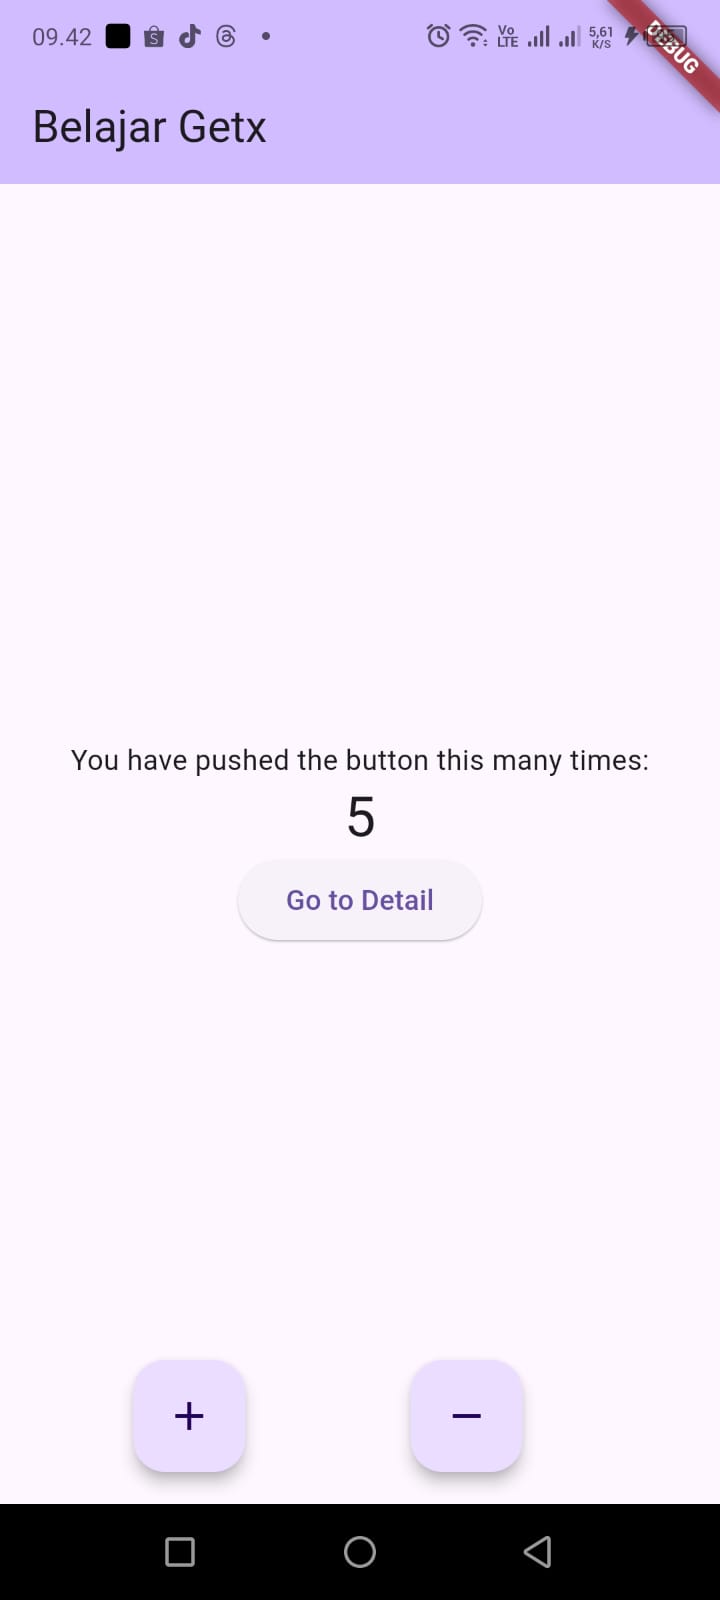 09.42
Vo LTE
5,61 K/S
DEBUG
Belajar Getx
You have pushed the button this many times:
5
Go to Detail